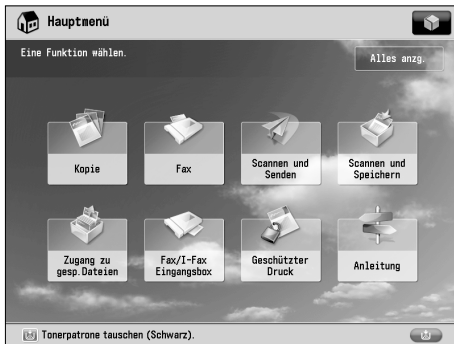 Hauptmenü
Eine Funktion wählen.
Alles anzg.
Kopie
Fax
Scannen und
Senden
Scannen und
Speichern
Zugang zu
gesp.Dateien
Fax/I-Fax
Eingangsbox
Geschützter
Druck
Anleitung
Tonerpatrone tauschen (Schwarz).